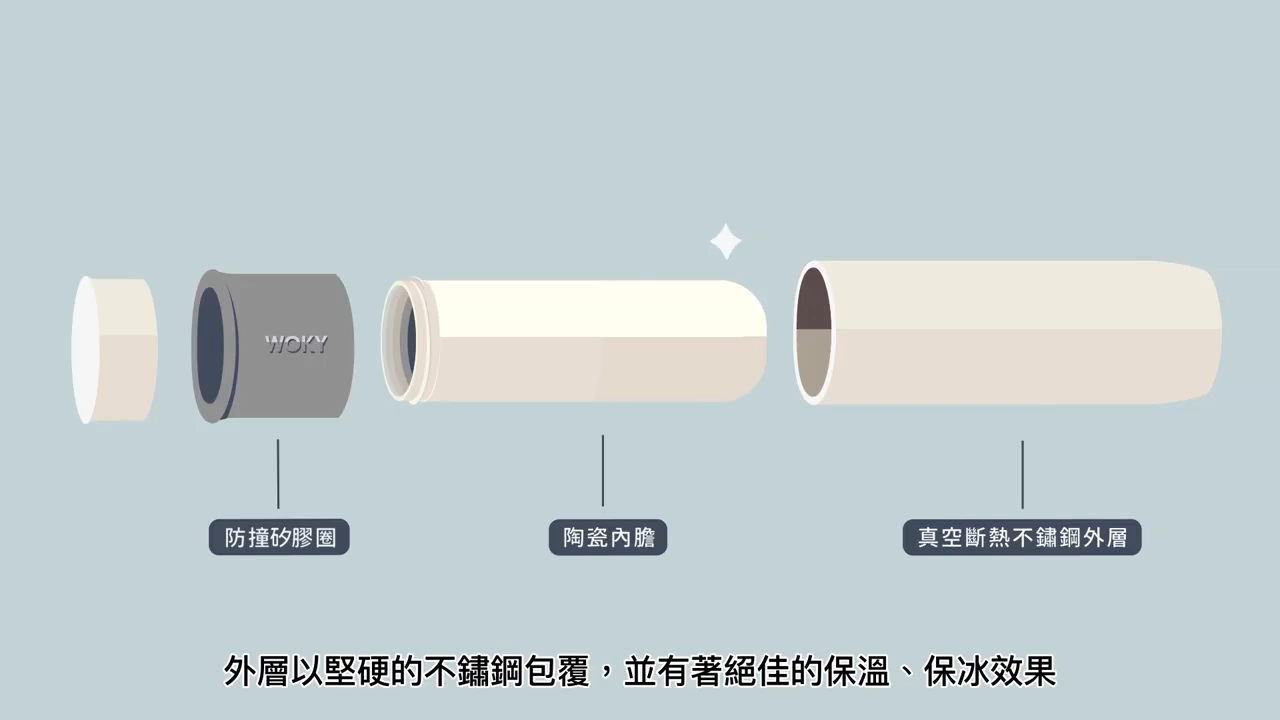 WOKY
防撞矽膠圈
陶瓷內膽
真空斷熱不鏽鋼外層
外層以堅硬的不鏽鋼包覆，並有著絕佳的保溫、保冰效果